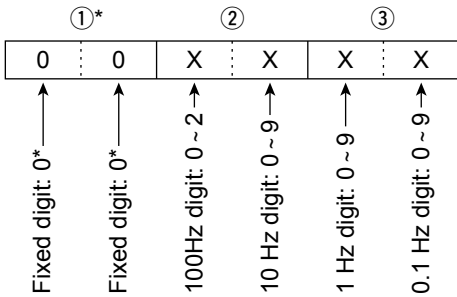 ①* ② ③
0 0 X X X X
Fixed digit: 0*
Fixed digit: 0*
100Hz digit: 0 ~ 2
10 Hz digit: 0 ~ 9
1 Hz digit: 0 ~ 9
0.1 Hz digit: 0 ~ 9